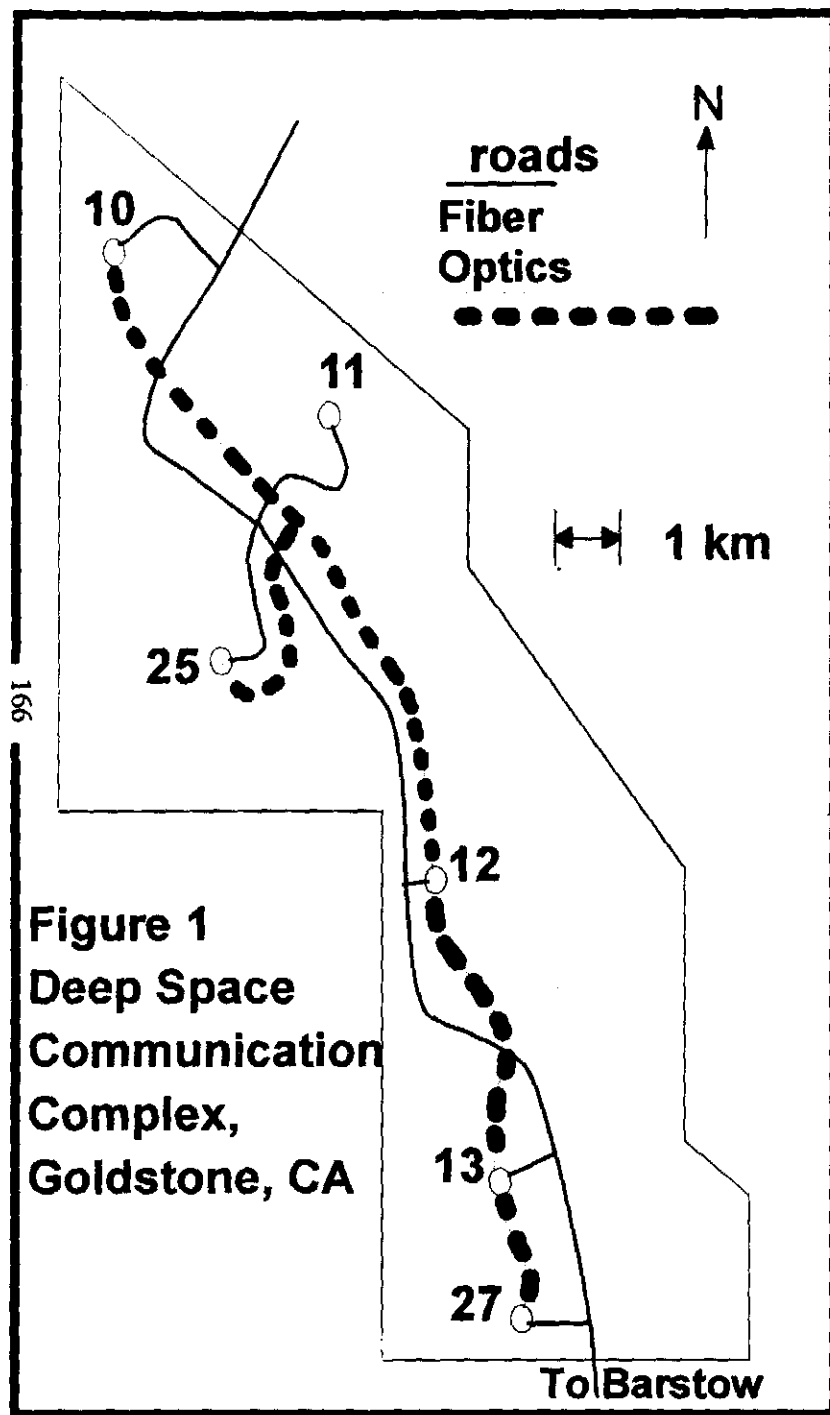 N
roads
Fiber
Optics
10
11
1 km
25
166
12
Figure 1
Deep Space
Communication
Complex,
Goldstone, CA
13
27
To Barstow